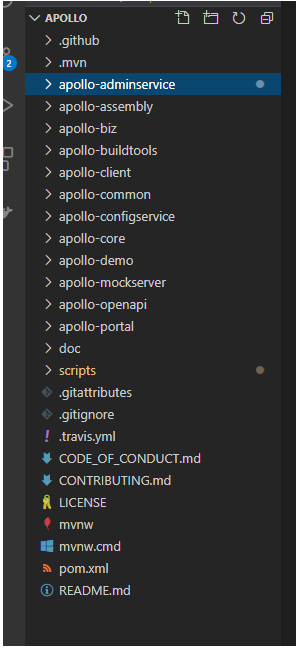 APOLLO
.github
.mvn
2
apollo-adminservice
apollo-assembly
apollo-biz
apollo-buildtools
apollo-client
apollo-common
apollo-configservice
apollo-core
apollo-demo
apollo-mockserver
apollo-openapi
apollo-portal
doc
scripts
.gitattributes
.gitignore
.travis.yml
CODE_OF_CONDUCT.md
CONTRIBUTING.md
LICENSE
mvnw
mvnw.cmd
pom.xml
README.md